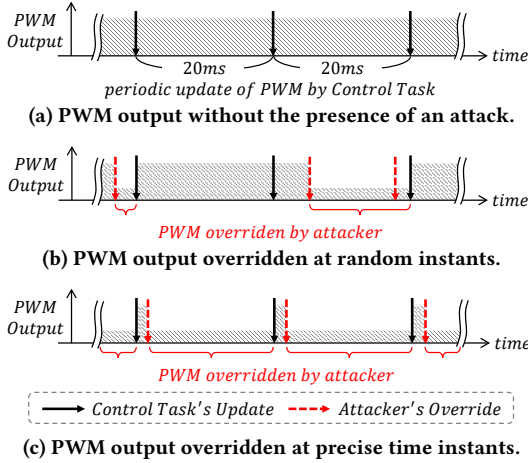 PWM
Output
time
20ms
20ms
periodic update of PWM by Control Task
(a) PWM output without the presence of an attack.
PWM
Output
time
PWM overriden by attacker
(b) PWM output overridden at random instants.
PWM
Output
time
PWM overridden by attacker
Control Task's Update
Attacker's Override
(c) PWM output overridden at precise time instants.